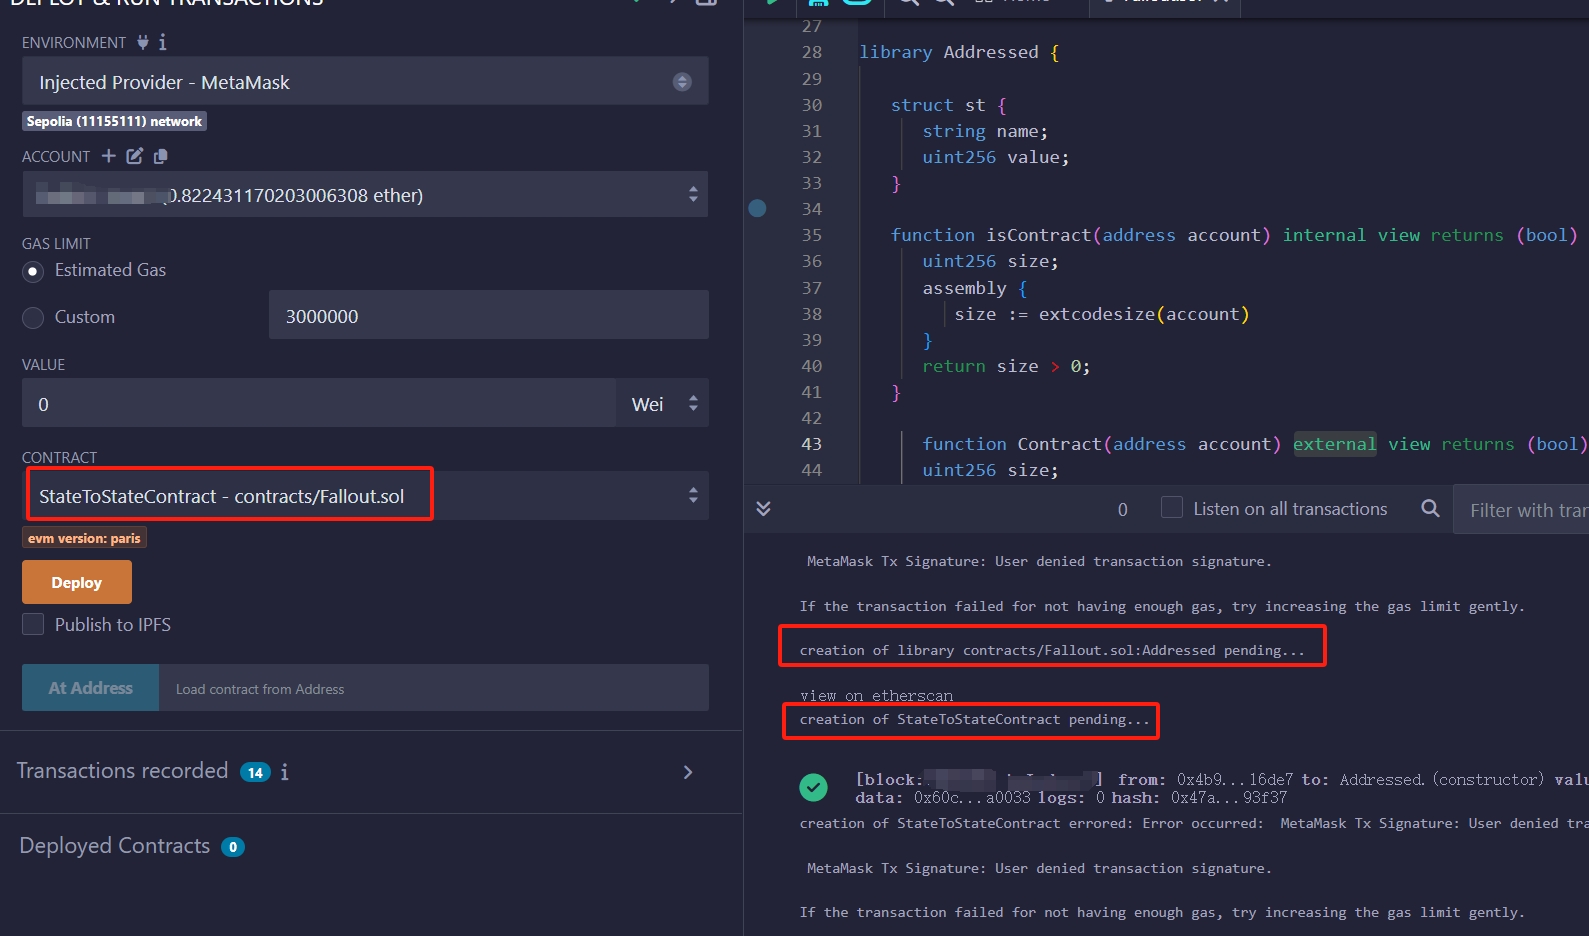 DEPLOY & RUN TRANSACTIONS
ENVIRONMENT
Injected Provider - MetaMask
Sepolia (11155111) network
ACCOUNT
0.822431170203006308 ether)
GAS LIMIT
Estimated Gas
Custom
3000000
VALUE
0
Wei
CONTRACT
StateToStateContract - contracts/Fallout.sol
evm version: paris
Deploy
Publish to IPFS
At Address
Load contract from Address
Transactions recorded 14
Deployed Contracts 0
27
28 library Addressed {
29
30 struct st {
31 string name;
32 uint256 value;
33 }
34
35 function isContract(address account) internal view returns (bool)
36 uint256 size;
37 assembly {
38 size := extcodesize(account)
39 }
40 return size > 0;
41 }
42
43 function Contract(address account) external view returns (bool)
44 uint256 size;
0
Listen on all transactions
Filter with tran
MetaMask Tx Signature: User denied transaction signature.
If the transaction failed for not having enough gas, try increasing the gas limit gently.
creation of library contracts/Fallout.sol:Addressed pending...
view on etherscan
creation of StateToStateContract pending...
[block: ] from: 0x4b9...16de7 to: Addressed.(constructor) valu
data: 0x60c...a0033 logs: 0 hash: 0x47a...93f37
creation of StateToStateContract errored: Error occurred: MetaMask Tx Signature: User denied tra
MetaMask Tx Signature: User denied transaction signature.
If the transaction failed for not having enough gas, try increasing the gas limit gently.